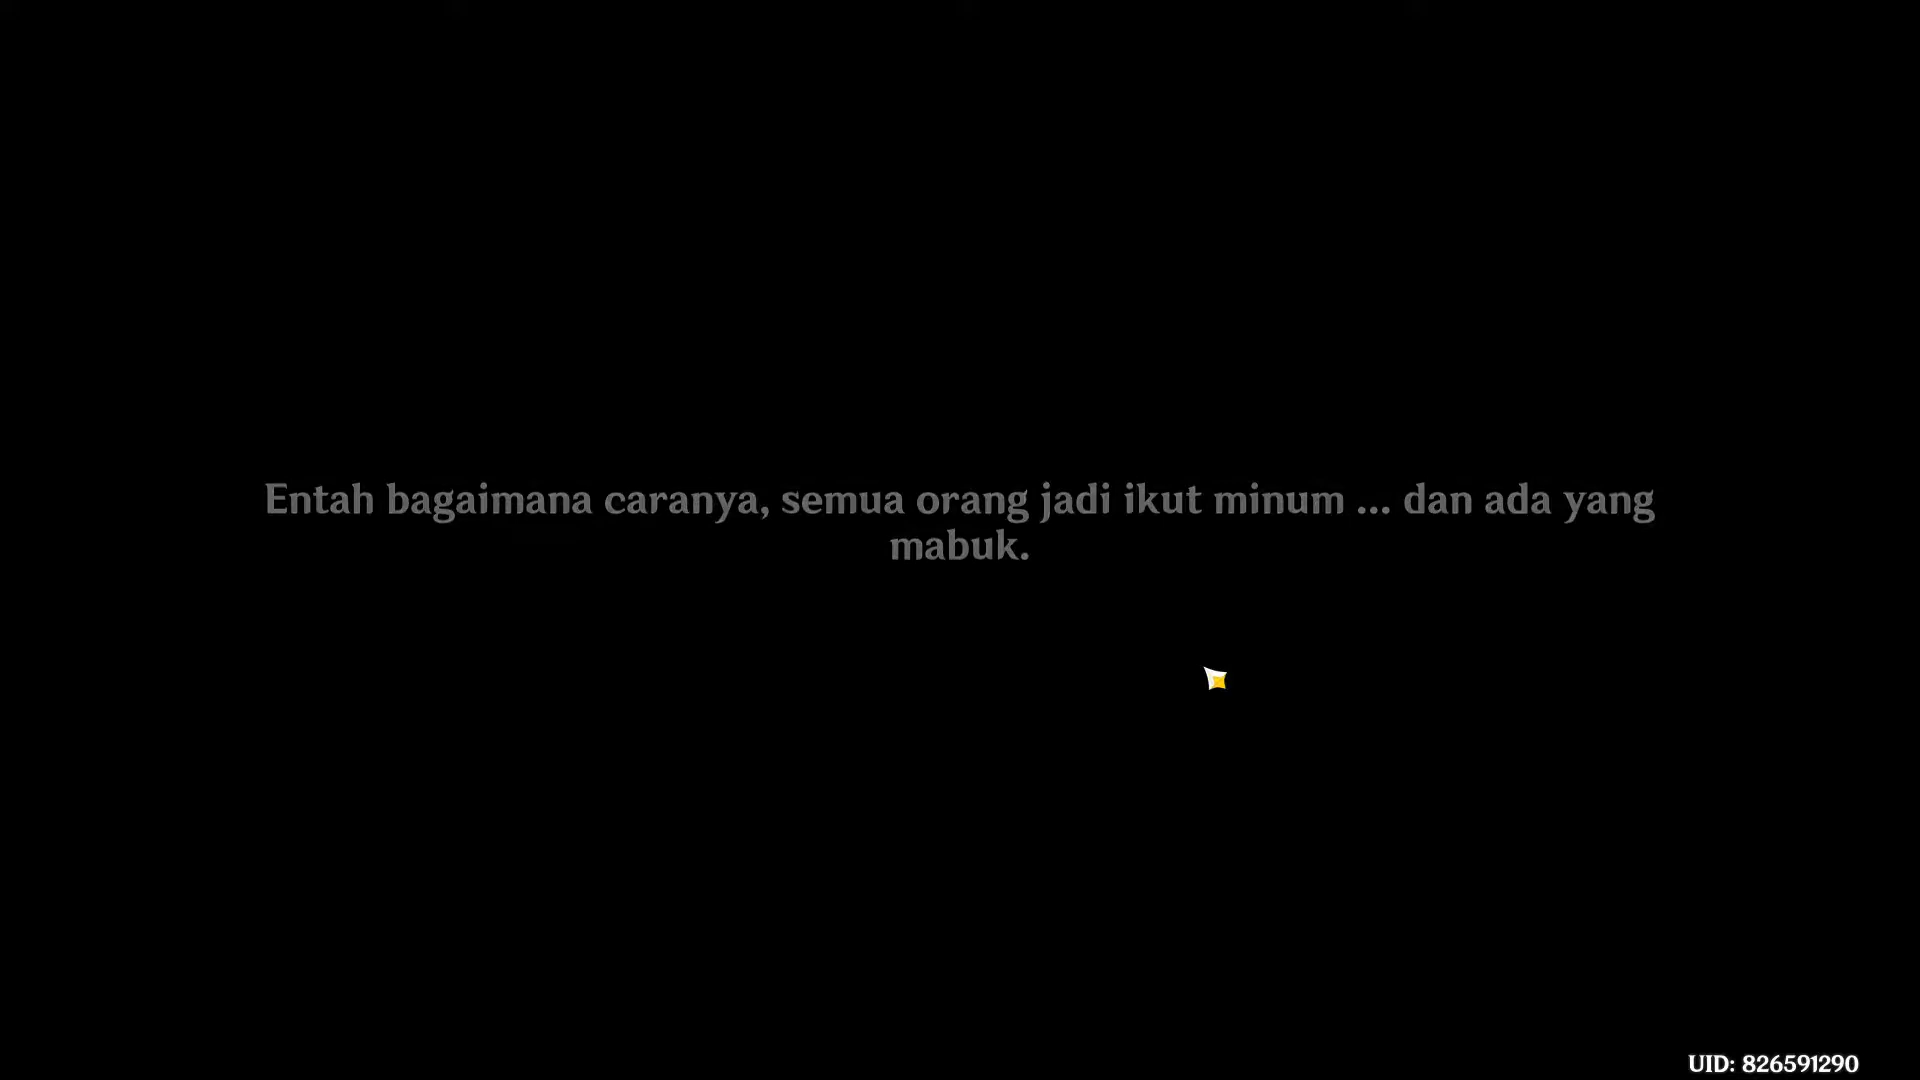 Entah bagaimana caranya, semua orang jadi ikut minum ... dan ada yang
mabuk.
UID: 826591290